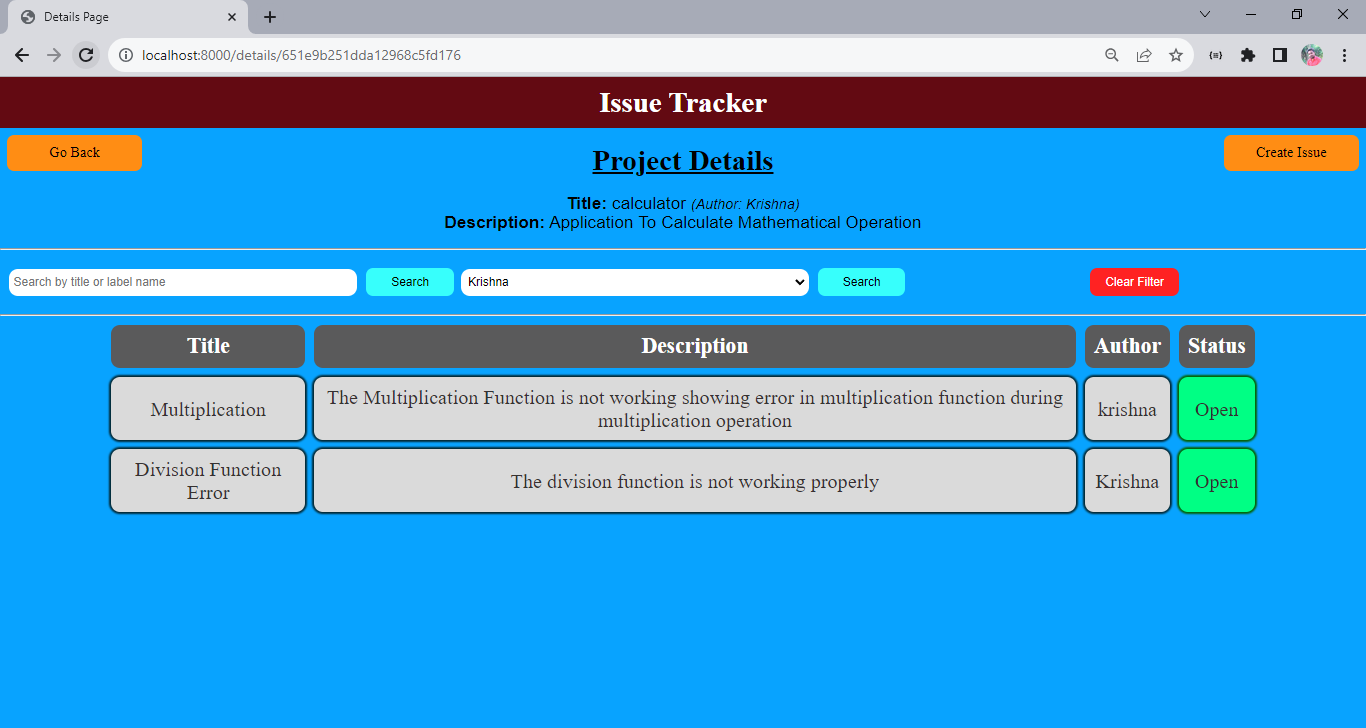 Details Page
localhost:8000/details/651e9b251dda12968c5fd176
Issue Tracker
Go Back
Project Details
Create Issue
Title: calculator (Author: Krishna)
Description: Application To Calculate Mathematical Operation
Search by title or label name Search Krishna Search Clear Filter
Title Description Author Status
Multiplication
The Multiplication Function is not working showing error in multiplication function during
multiplication operation
krishna
Open
Division Function
Error
The division function is not working properly
Krishna
Open